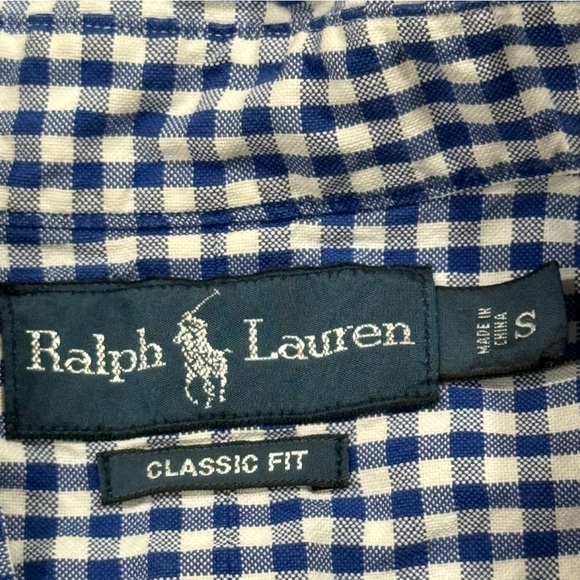 Ralph Lauren
MADE IN
CHINA
S
CLASSIC FIT